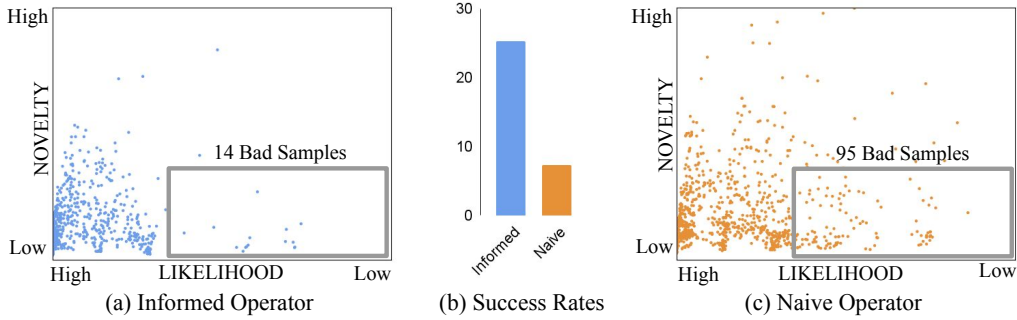 High
NOVELTY
Low
14 Bad Samples
High
LIKELIHOOD
Low
(a) Informed Operator
30
20
10
0
Informed
Naive
(b) Success Rates
High
NOVELTY
Low
95 Bad Samples
High
LIKELIHOOD
Low
(c) Naive Operator